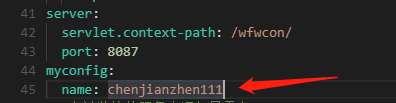 41 server:
42   servlet.context-path: /wfwcon/
43   port: 8087
44 myconfig:
45   name: chenjianzhen111